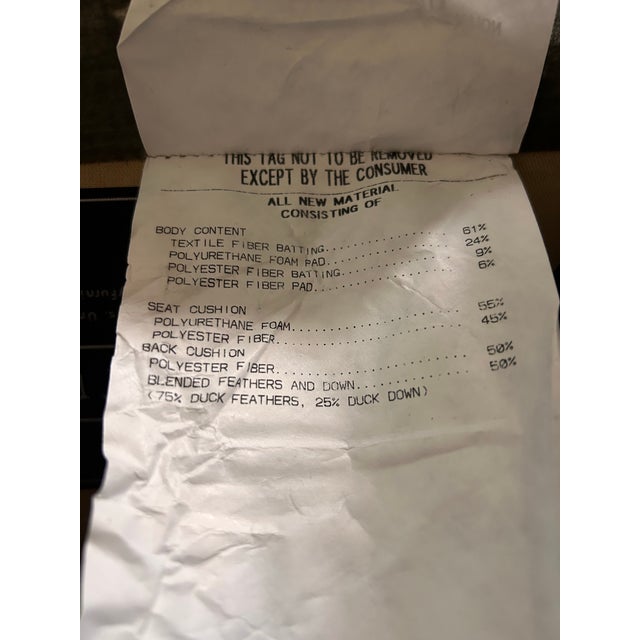 THIS TAG NOT TO BE REMOVED
EXCEPT BY THE CONSUMER
ALL NEW MATERIAL
CONSISTING OF
BODY CONTENT
TEXTILE FIBER BATTING.................... 61%
POLYURETHANE FOAM PAD.................... 24%
POLYESTER FIBER BATTING.................. 9%
POLYESTER FIBER PAD...................... 6%
SEAT CUSHION
POLYURETHANE FOAM........................ 55%
POLYESTER FIBER.......................... 45%
BACK CUSHION
POLYESTER FIBER.......................... 50%
BLENDED FEATHERS AND DOWN................ 50%
(75% DUCK FEATHERS, 25% DUCK DOWN)